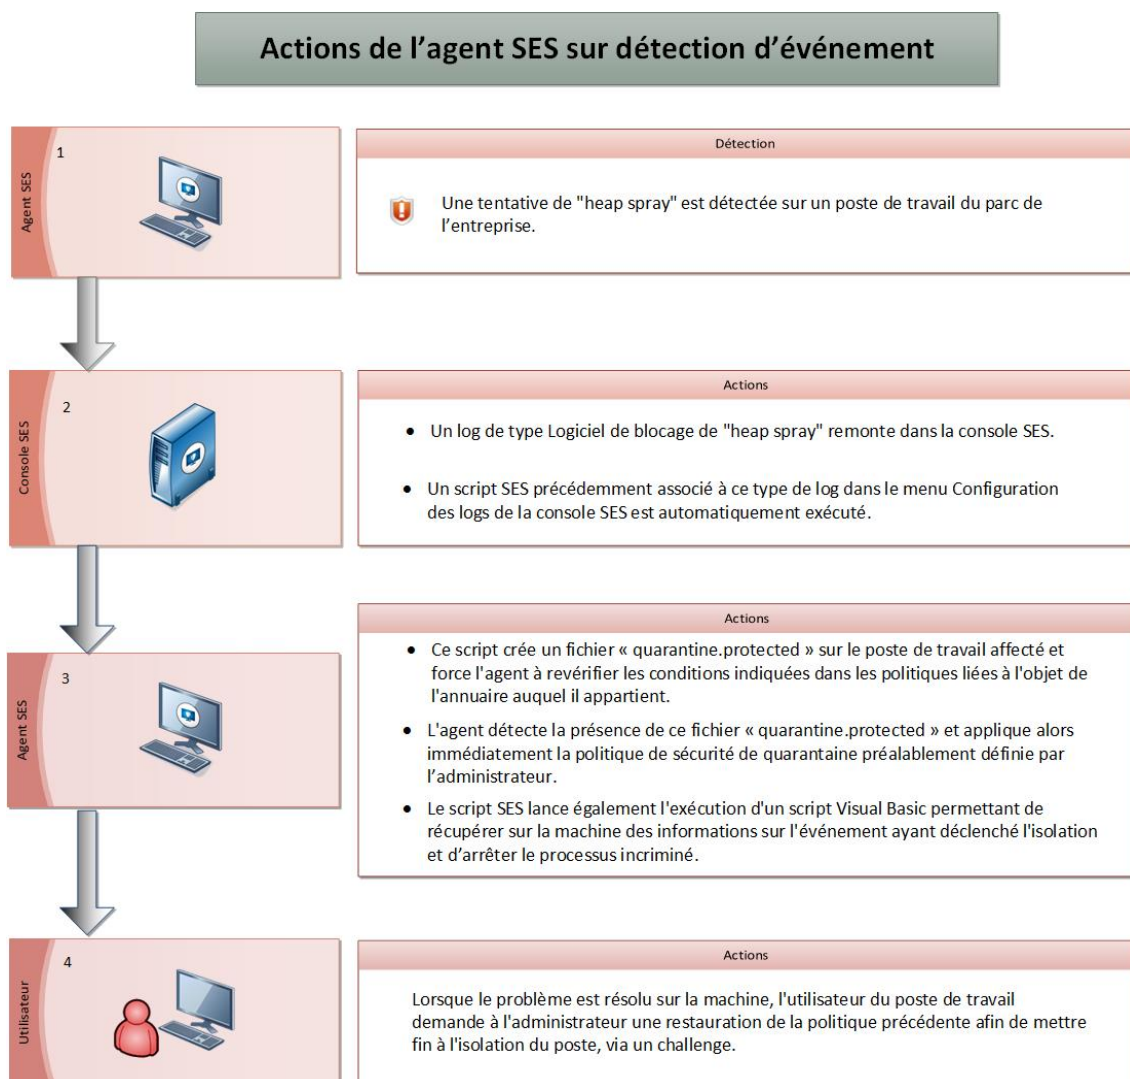 Actions de l'agent SES sur détection d'événement
Agent SES
1
Détection
Une tentative de "heap spray" est détectée sur un poste de travail du parc de
l'entreprise.
Console SES
2
Actions
• Un log de type Logiciel de blocage de "heap spray" remonte dans la console SES.
• Un script SES précédemment associé à ce type de log dans le menu Configuration
des logs de la console SES est automatiquement exécuté.
Agent SES
3
Actions
• Ce script crée un fichier « quarantine.protected » sur le poste de travail affecté et
force l'agent à revérifier les conditions indiquées dans les politiques liées à l'objet de
l'annuaire auquel il appartient.
• L'agent détecte la présence de ce fichier « quarantine.protected » et applique alors
immédiatement la politique de sécurité de quarantaine préalablement définie par
l'administrateur.
• Le script SES lance également l'exécution d'un script Visual Basic permettant de
récupérer sur la machine des informations sur l'événement ayant déclenché l'isolation
et d'arrêter le processus incriminé.
Utilisateur
4
Actions
Lorsque le problème est résolu sur la machine, l'utilisateur du poste de travail
demande à l'administrateur une restauration de la politique précédente afin de mettre
fin à l'isolation du poste, via un challenge.